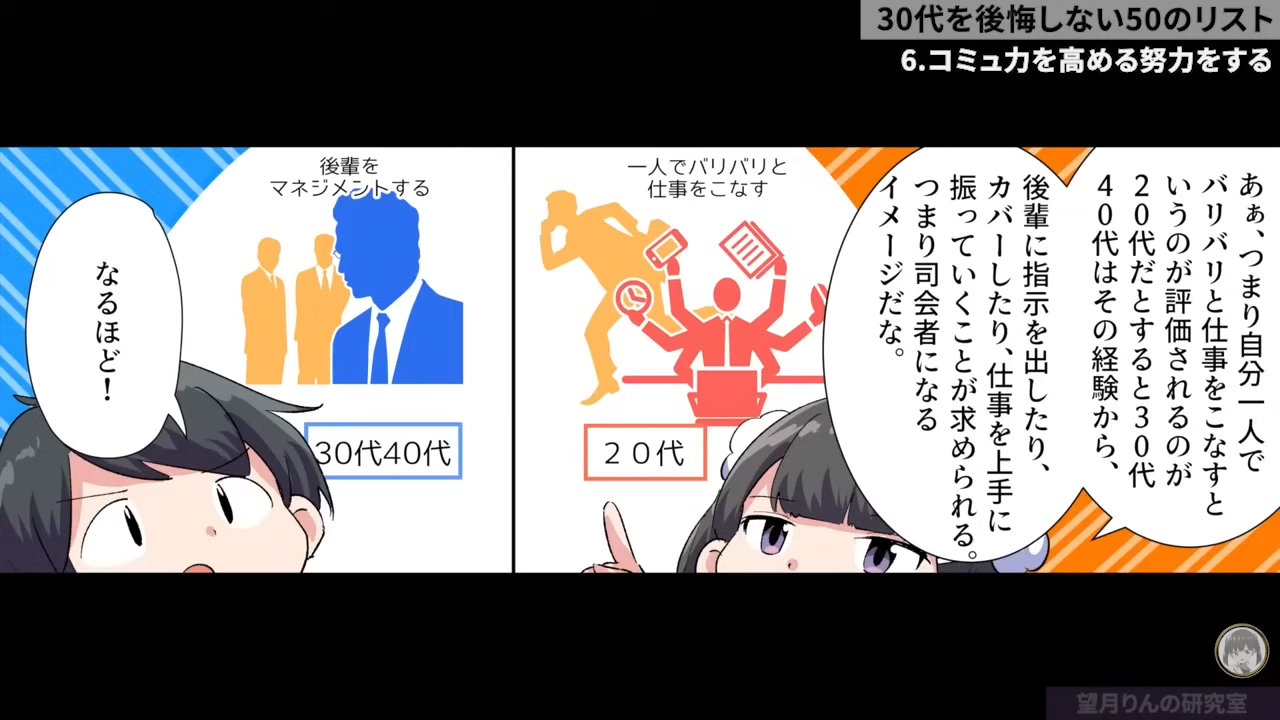 30代を後悔しない50のリスト
6.コミュ力を高める努力をする
あぁ、つまり自分一人で
バリバリと仕事をこなすと
いうのが評価されるのが
20代だとすると30代
40代はその経験から、
後輩に指示を出したり、
カバーしたり、仕事を上手に
振っていくことが求められる。
つまり司会者になる
イメージだな。
一人でバリバリと
仕事をこなす
20代
後輩を
マネジメントする
30代40代
なるほど!
望月りんの研究室